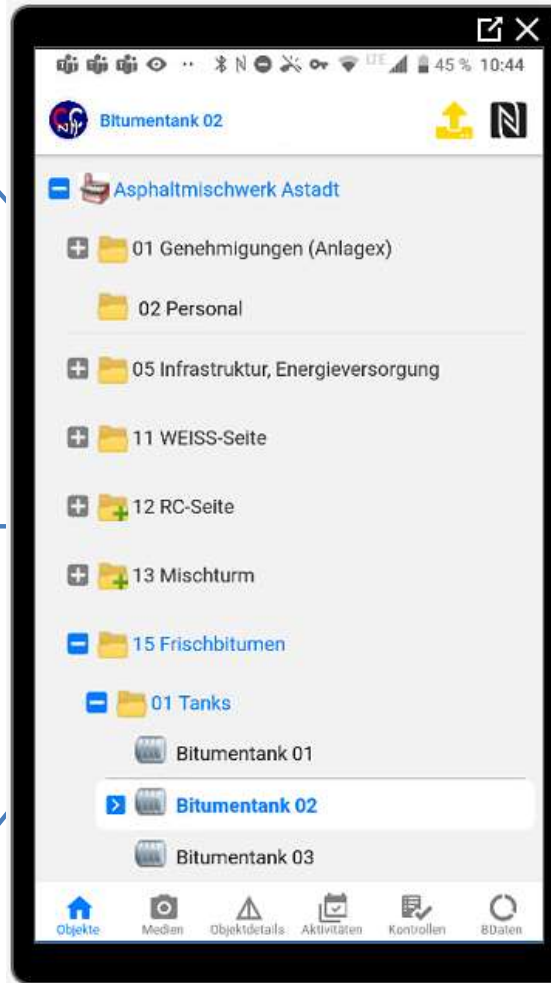 LTE 45 % 10:44
Bitumentank 02
Asphaltmischwerk Astadt
01 Genehmigungen (Anlagex)
02 Personal
05 Infrastruktur, Energieversorgung
11 WEISS-Seite
12 RC-Seite
13 Mischturm
15 Frischbitumen
01 Tanks
Bitumentank 01
Bitumentank 02
Bitumentank 03
Objekte Medien Objektdetails Aktivitäten Kontrollen BDaten